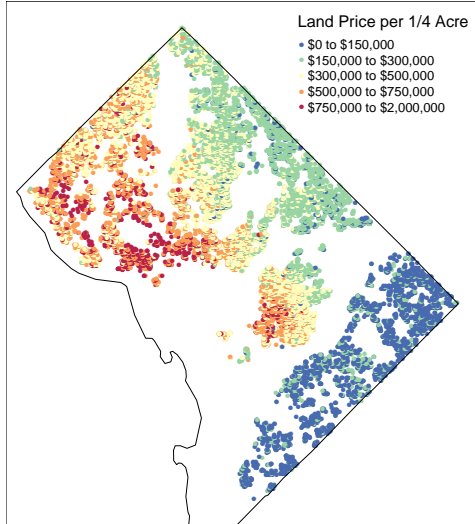 Land Price per 1/4 Acre
$0 to $150,000
$150,000 to $300,000
$300,000 to $500,000
$500,000 to $750,000
$750,000 to $2,000,000